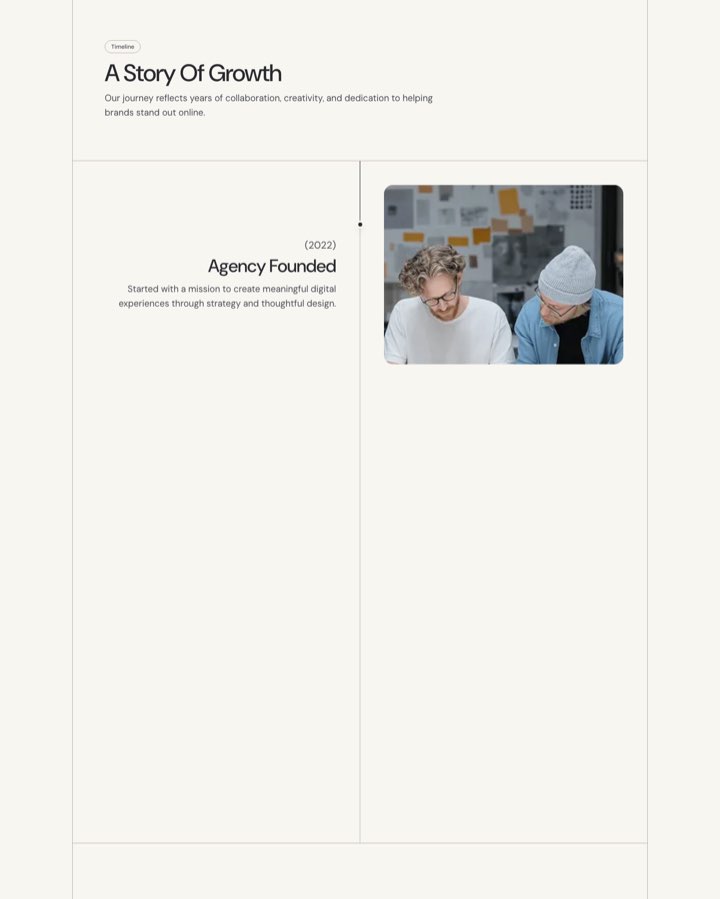 Timeline
A Story Of Growth
Our journey reflects years of collaboration, creativity, and dedication to helping
brands stand out online.
(2022)
Agency Founded
Started with a mission to create meaningful digital
experiences through strategy and thoughtful design.